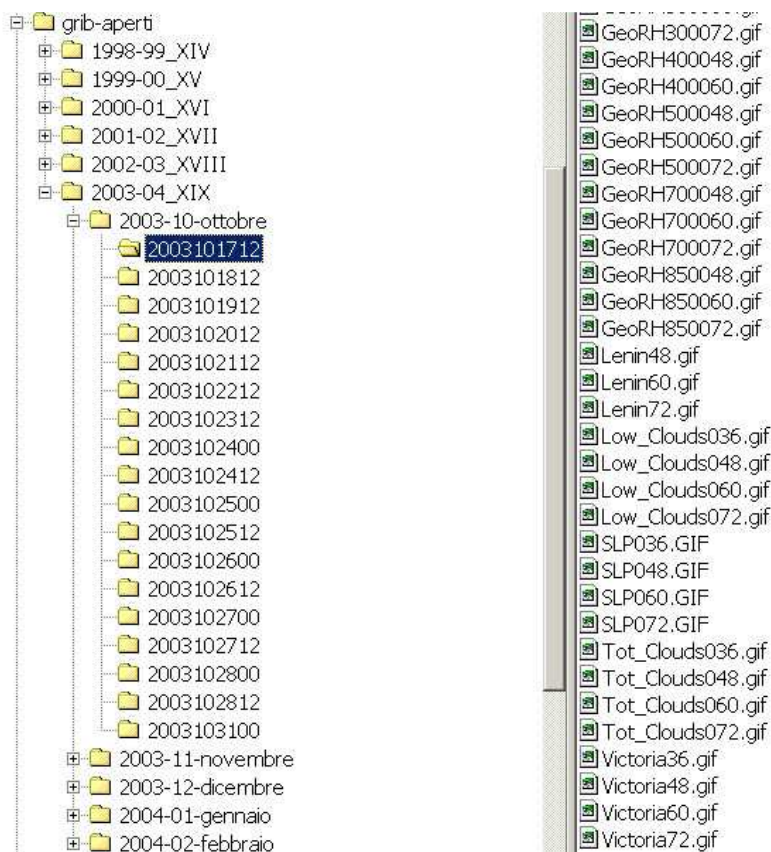 grib-aperti
1998-99_XIV
1999-00_XV
2000-01_XVI
2001-02_XVII
2002-03_XVIII
2003-04_XIX
2003-10-ottobre
2003101712
2003101812
2003101912
2003102012
2003102112
2003102212
2003102312
2003102400
2003102412
2003102500
2003102512
2003102600
2003102612
2003102700
2003102712
2003102800
2003102812
2003103100
2003-11-novembre
2003-12-dicembre
2004-01-gennaio
2004-02-febbraio
GeoRH300072.gif
GeoRH400048.gif
GeoRH400060.gif
GeoRH500048.gif
GeoRH500060.gif
GeoRH500072.gif
GeoRH700048.gif
GeoRH700060.gif
GeoRH700072.gif
GeoRH850048.gif
GeoRH850060.gif
GeoRH850072.gif
Lenin48.gif
Lenin60.gif
Lenin72.gif
Low_Clouds036.gif
Low_Clouds048.gif
Low_Clouds060.gif
Low_Clouds072.gif
SLP036.GIF
SLP048.GIF
SLP060.GIF
SLP072.GIF
Tot_Clouds036.gif
Tot_Clouds048.gif
Tot_Clouds060.gif
Tot_Clouds072.gif
Victoria36.gif
Victoria48.gif
Victoria60.gif
Victoria72.gif